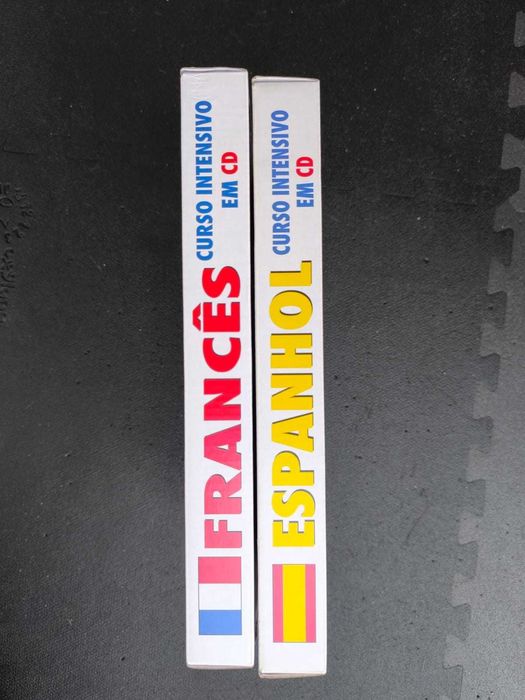 FRANCÊS
CURSO INTENSIVO
EM CD
ESPANHOL
CURSO INTENSIVO
EM CD